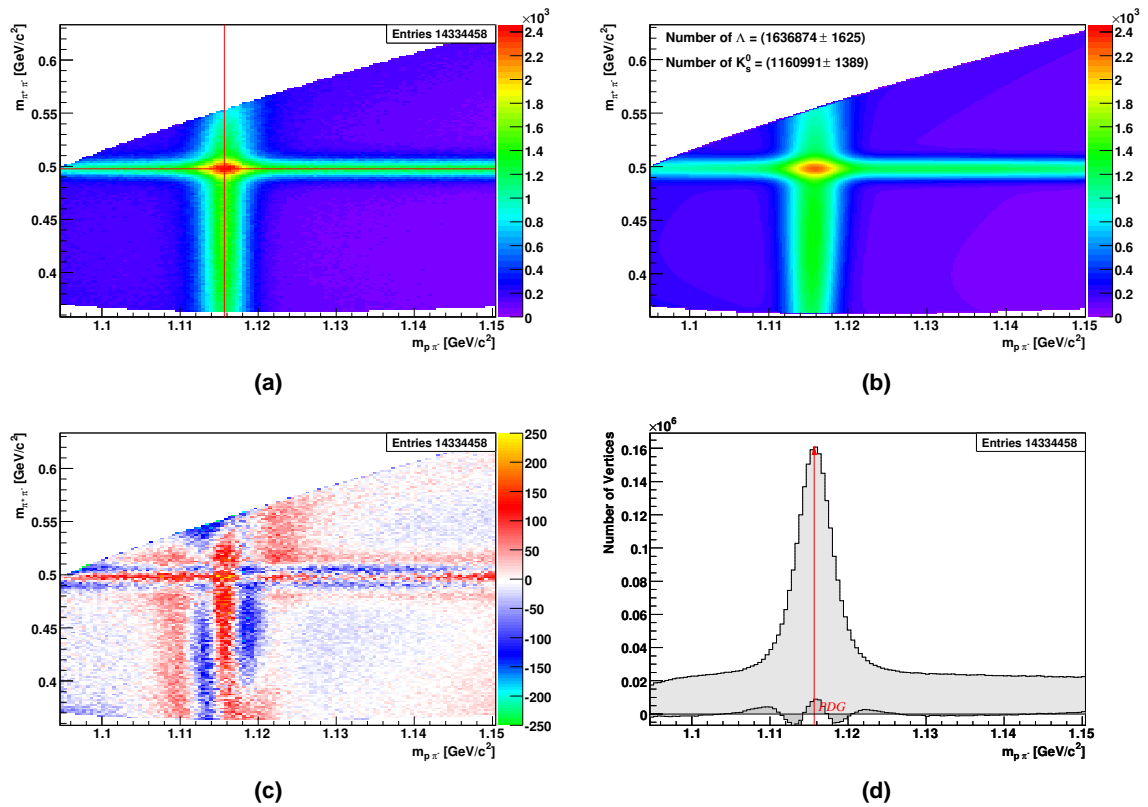 ×10³
Entries 14334458
m_{π⁺ π⁻} [GeV/c²]
0.6
0.55
0.5
0.45
0.4
1.1 1.11 1.12 1.13 1.14 1.15
m_{p π⁻} [GeV/c²]
2.4
2.2
2
1.8
1.6
1.4
1.2
1
0.8
0.6
0.4
0.2
0
(a)
×10³
Number of Λ = (1636874 ± 1625)
Number of K⁰ₛ = (1160991 ± 1389)
m_{π⁺ π⁻} [GeV/c²]
0.6
0.55
0.5
0.45
0.4
1.1 1.11 1.12 1.13 1.14 1.15
m_{p π⁻} [GeV/c²]
2.4
2.2
2
1.8
1.6
1.4
1.2
1
0.8
0.6
0.4
0.2
0
(b)
Entries 14334458
m_{π⁺ π⁻} [GeV/c²]
0.6
0.55
0.5
0.45
0.4
1.1 1.11 1.12 1.13 1.14 1.15
m_{p π⁻} [GeV/c²]
250
200
150
100
50
0
-50
-100
-150
-200
-250
(c)
×10⁶
Entries 14334458
Number of Vertices
0.16
0.14
0.12
0.1
0.08
0.06
0.04
0.02
0
PDG
1.1 1.11 1.12 1.13 1.14 1.15
m_{p π⁻} [GeV/c²]
(d)